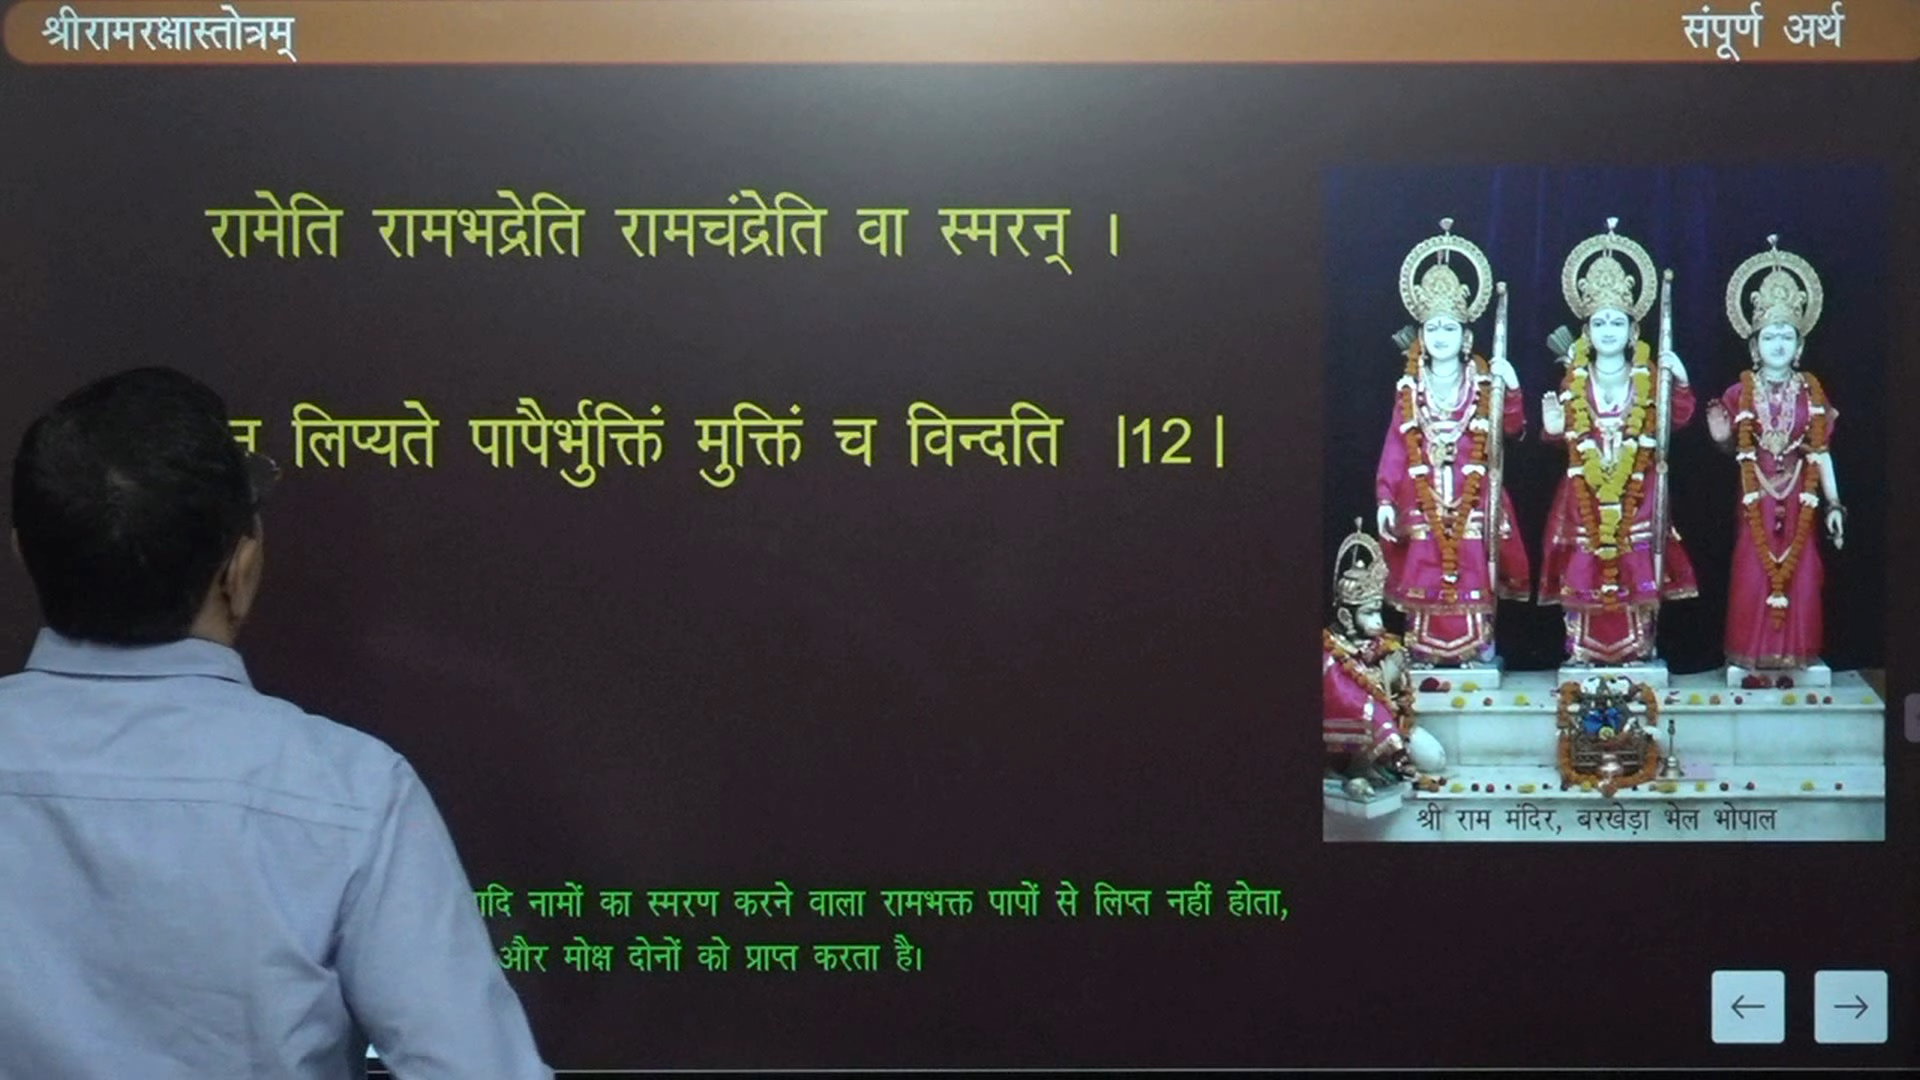 श्रीरामरक्षास्तोत्रम्
संपूर्ण अर्थ
रामेति रामभद्रेति रामचंद्रेति वा स्मरन् ।
लिप्यते पापैर्भुक्तिं मुक्तिं च विन्दति |12|
श्री राम मंदिर, बरखेड़ा भेल भोपाल
नामों का स्मरण करने वाला रामभक्त पापों से लिप्त नहीं होता,
और मोक्ष दोनों को प्राप्त करता है।